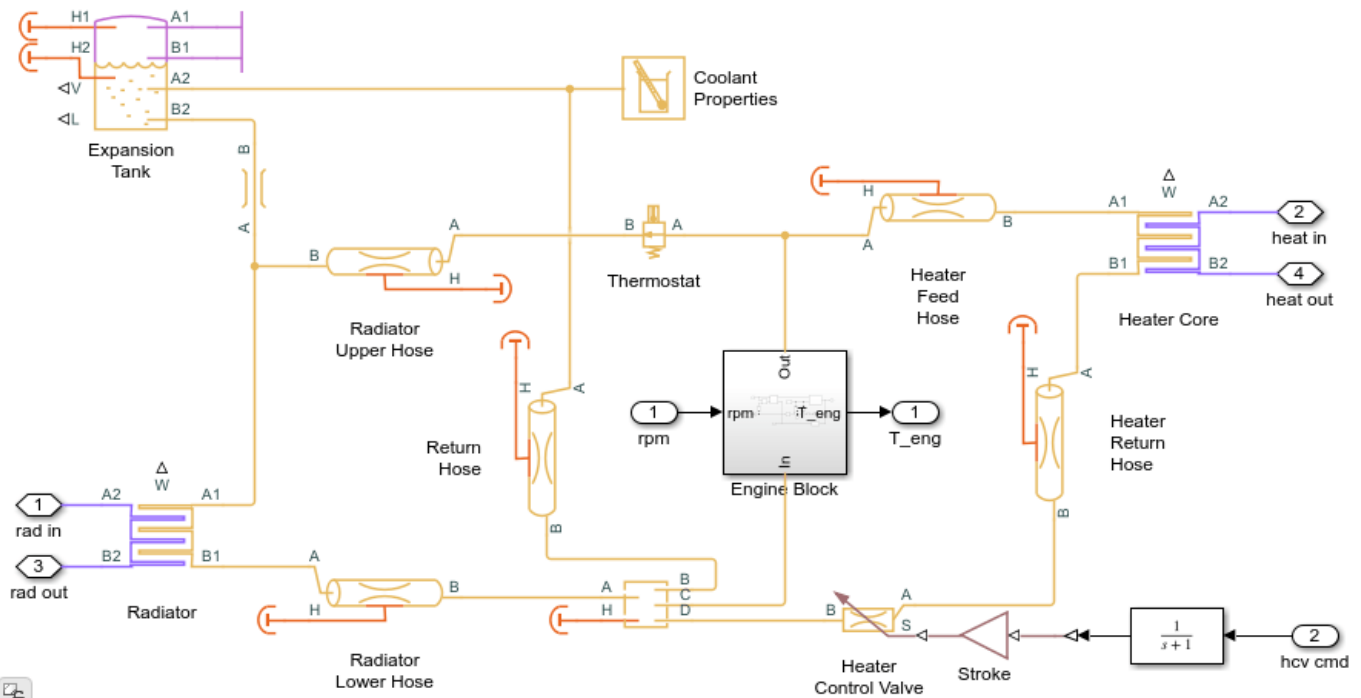 H1
A1
H2
B1
V
A2
L
B2
Expansion
Tank
Coolant
Properties
B
A
B
A
H
Radiator
Upper Hose
B
A
Thermostat
H
A
B
Heater
Feed
Hose
W
A1
A2
B1
B2
2
heat in
4
heat out
Heater Core
H
A
B
Return
Hose
1
rpm
Out
rpm
T_eng
In
Engine Block
1
T_eng
H
A
B
Heater
Return
Hose
W
A2
A1
B2
B1
1
rad in
3
rad out
Radiator
A
B
H
Radiator
Lower Hose
A
B
C
D
H
B
A
S
Heater
Control Valve
Stroke
1
s + 1
2
hcv cmd